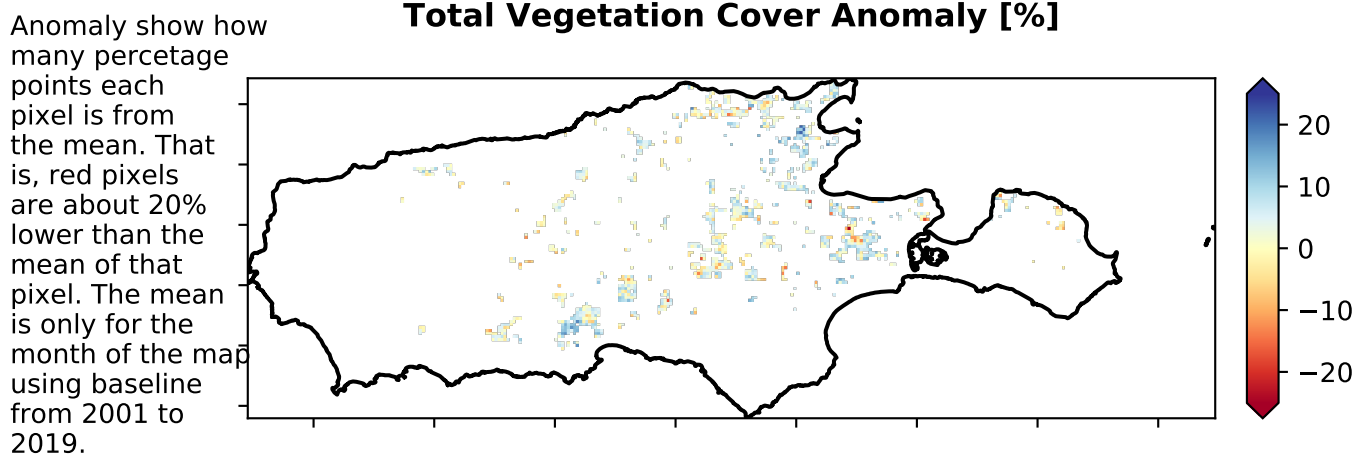 Total Vegetation Cover Anomaly [%]
Anomaly show how
many percetage
points each
pixel is from
the mean. That
is, red pixels
are about 20%
lower than the
mean of that
pixel. The mean
is only for the
month of the map
using baseline
from 2001 to
2019.
20
10
0
−10
−20